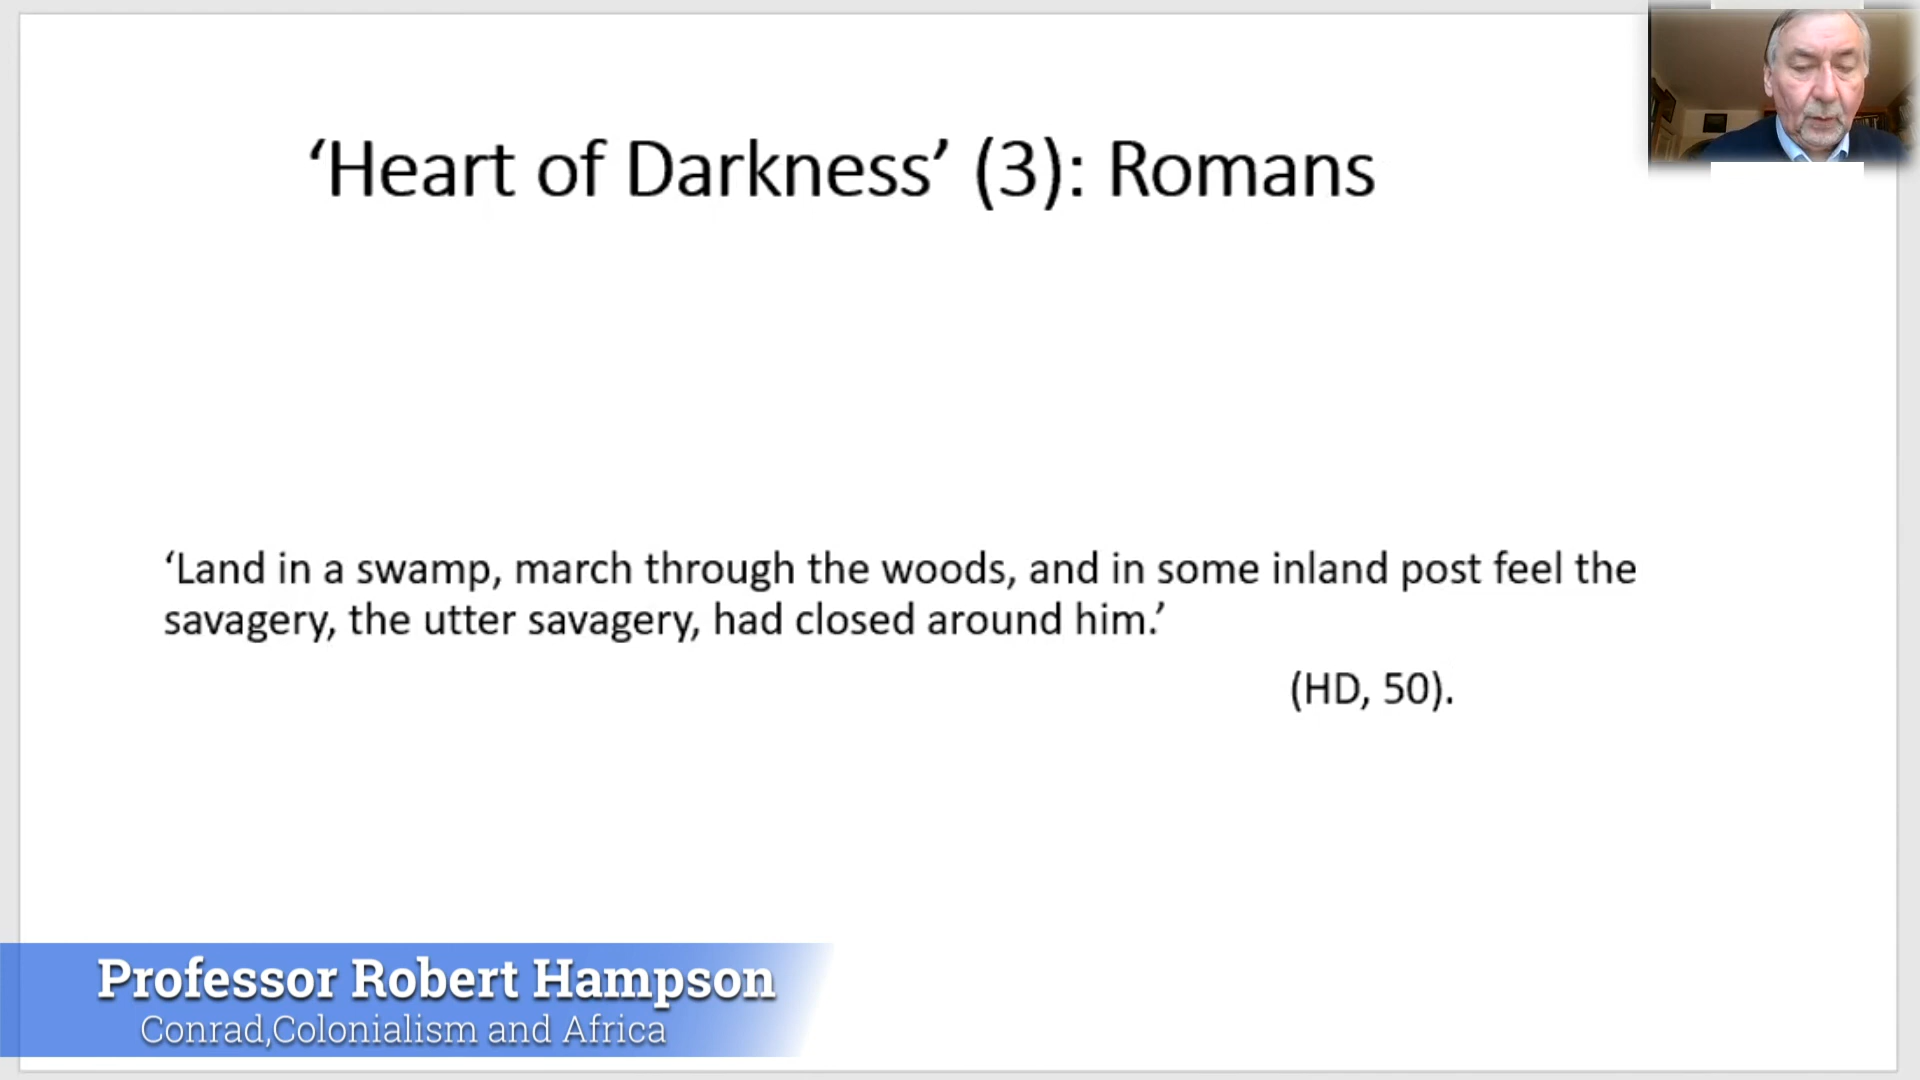 ‘Heart of Darkness’ (3): Romans
‘Land in a swamp, march through the woods, and in some inland post feel the
savagery, the utter savagery, had closed around him.’
(HD, 50).
Professor Robert Hampson
Conrad,Colonialism and Africa